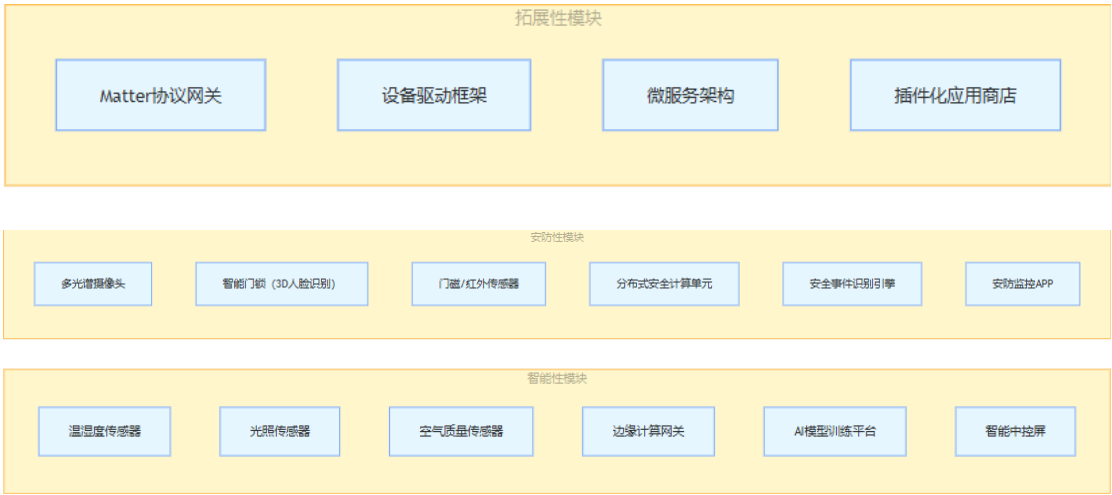 拓展性模块
Matter协议网关 设备驱动框架 微服务架构 插件化应用商店
安防性模块
多光谱摄像头 智能门锁（3D人脸识别） 门磁/红外传感器 分布式安全计算单元 安全事件识别引擎 安防监控APP
智能性模块
温湿度传感器 光照传感器 空气质量传感器 边缘计算网关 AI模型训练平台 智能中控屏